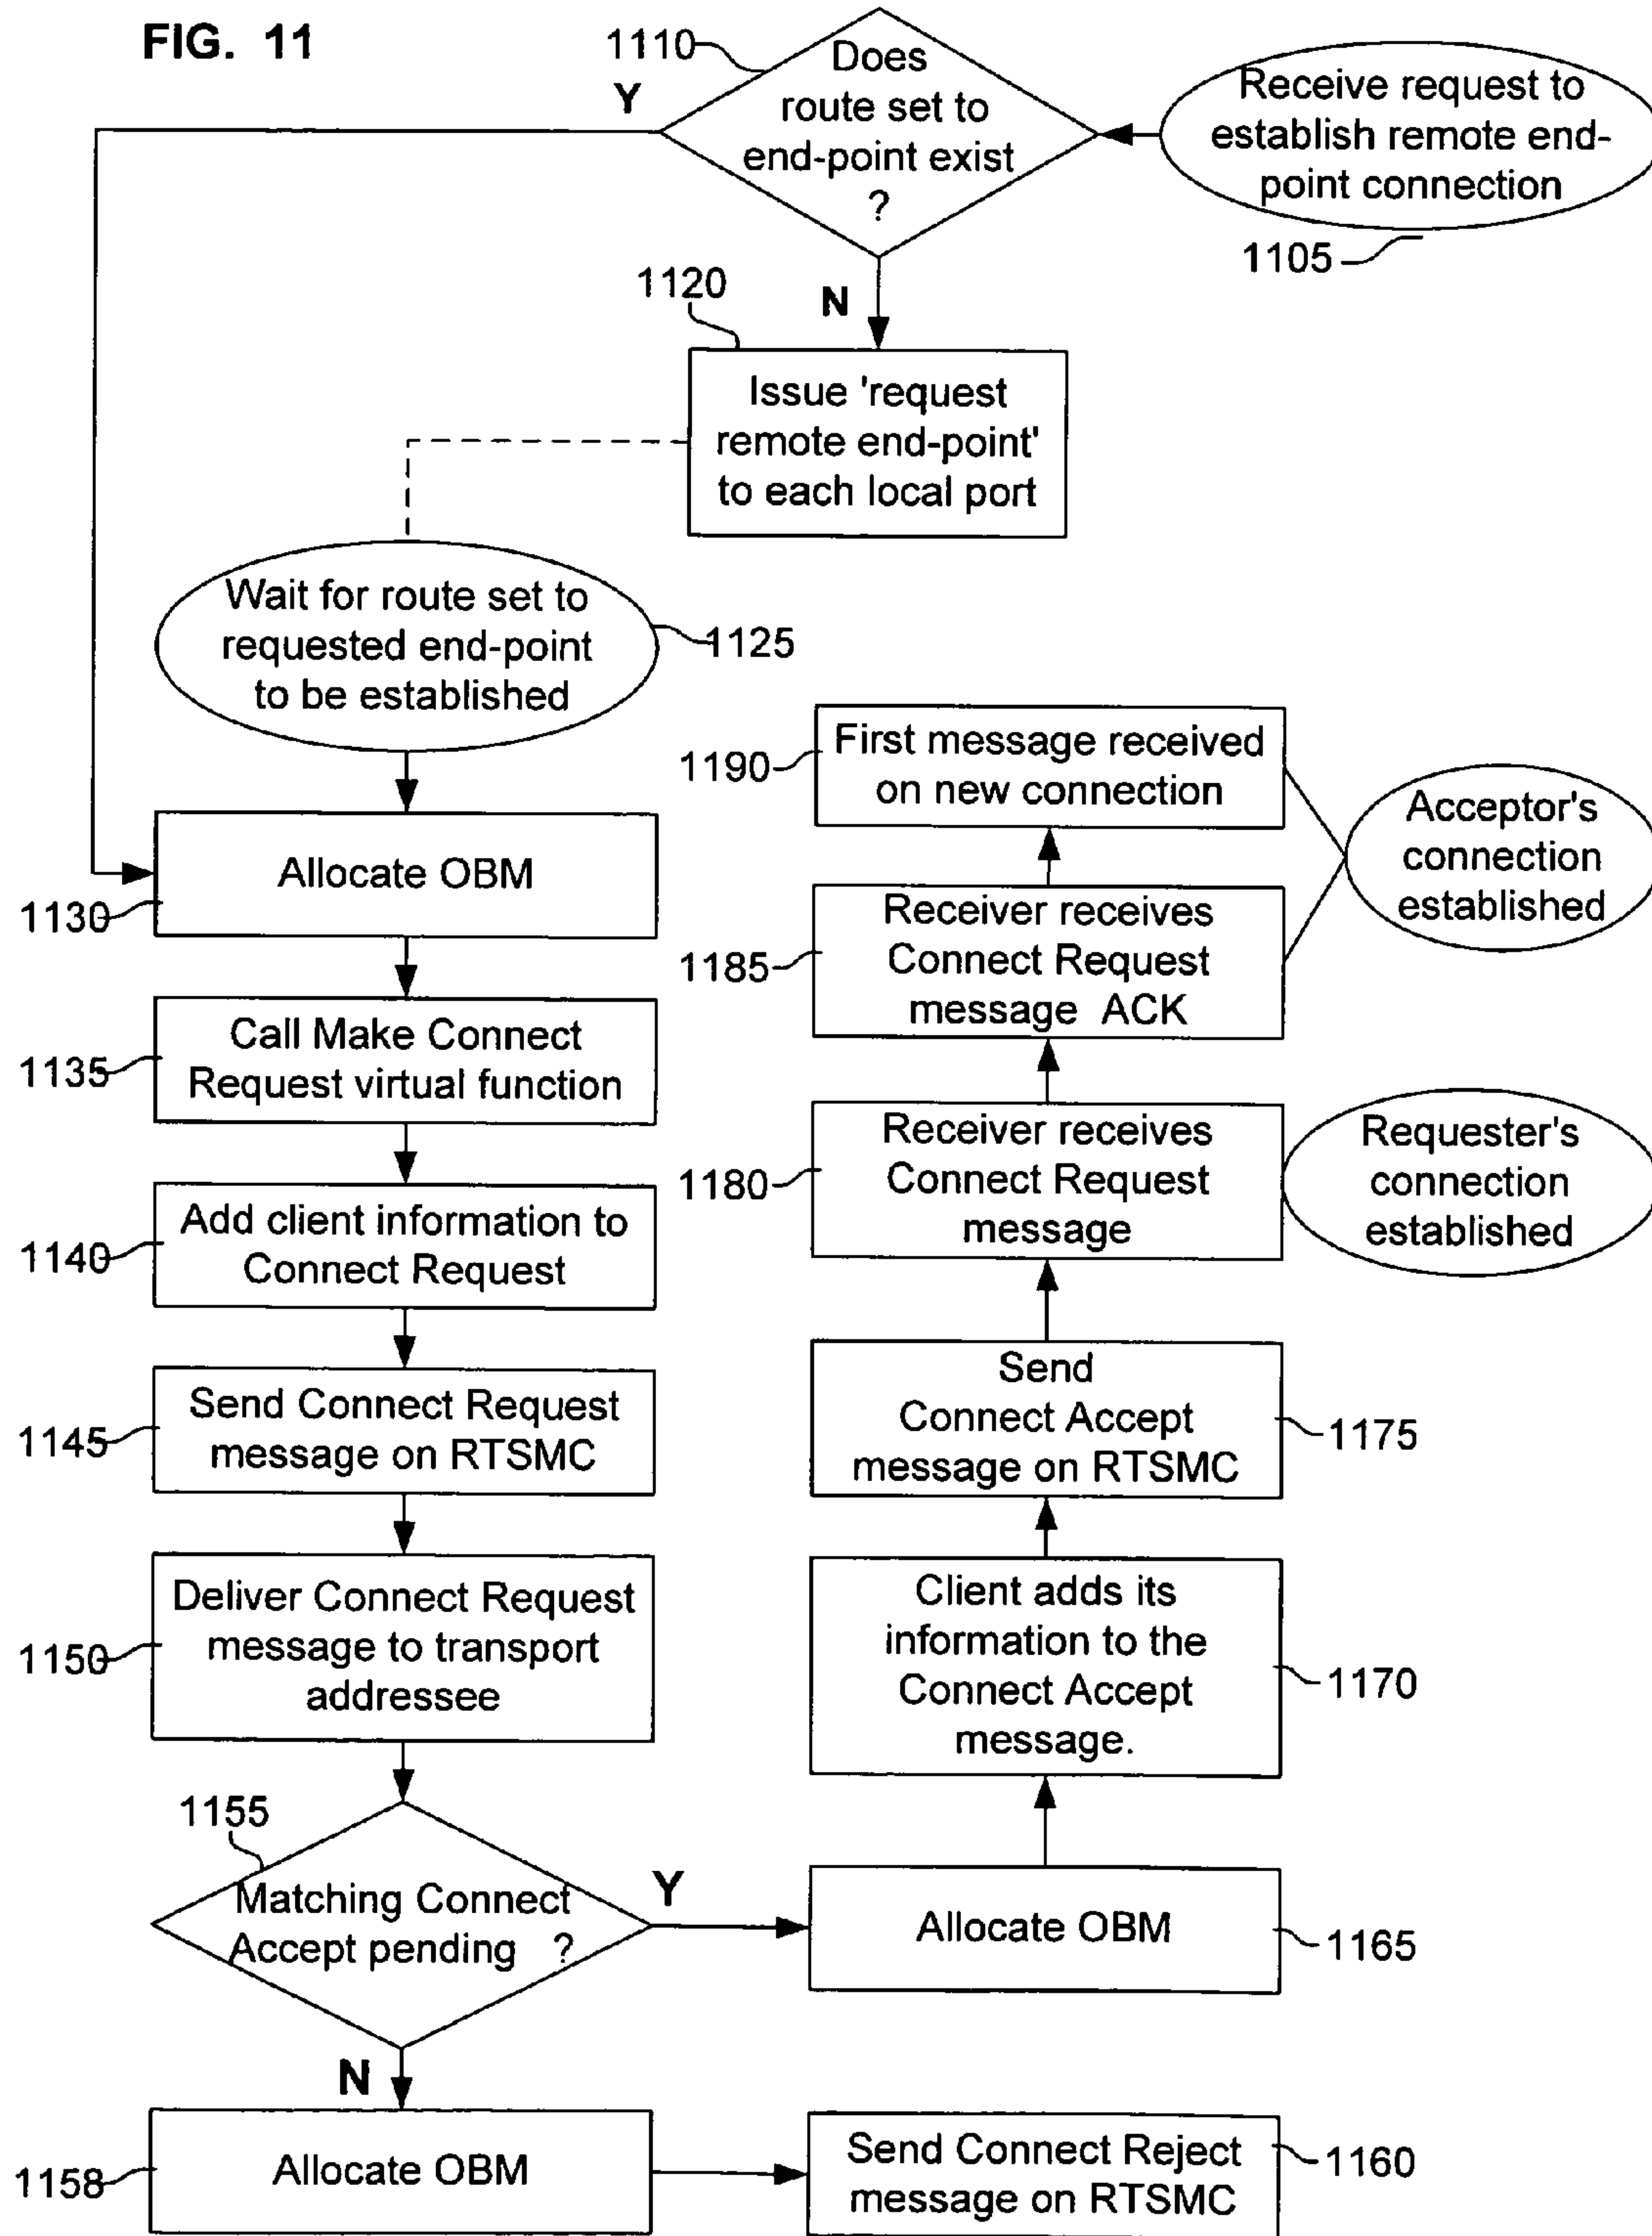 FIG. 11
1110
Does
route set to
end-point exist
?
Y
N
Receive request to
establish remote end-
point connection
1105
1120
Issue 'request
remote end-point'
to each local port
Wait for route set to
requested end-point
to be established
1125
Allocate OBM
1130
Call Make Connect
Request virtual function
1135
Add client information to
Connect Request
1140
Send Connect Request
message on RTSMC
1145
Deliver Connect Request
message to transport
addressee
1150
1155
Matching Connect
Accept pending ?
Y
N
Allocate OBM
1158
Send Connect Reject
message on RTSMC
1160
Allocate OBM
1165
Client adds its
information to the
Connect Accept
message.
1170
Send
Connect Accept
message on RTSMC
1175
Receiver receives
Connect Request
message
1180
Requester's
connection
established
Receiver receives
Connect Request
message ACK
1185
First message received
on new connection
1190
Acceptor's
connection
established